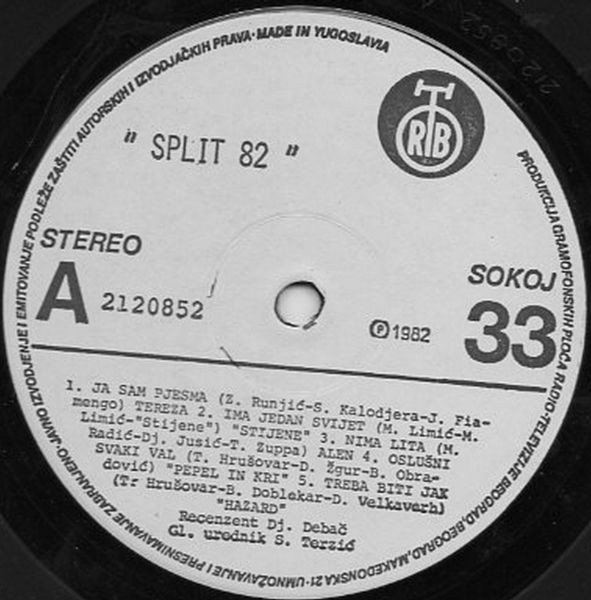 JAVNO IZVODJENJE I EMITOVANJE PODLEŽE ZAŠTITI AUTORSKIH I IZVODJAČKIH PRAVA·MADE IN YUGOSLAVIA
PRODUKCIJA GRAMOFONSKIH PLOČA RADIO-TELEVIZIJE BEOGRAD, BEOGRAD, MAKEDONSKA 21·UMNOŽAVANJE I PRESNIMAVANJE ZABRANJENO·
2120852
" SPLIT 82 "
RTB
STEREO
SOKOJ
A 2120852
Ⓟ 1982
33
1. JA SAM PJESMA (Z. Runjić-S. Kalodjera-J. Fia-
mengo) TEREZA 2. IMA JEDAN SVIJET (M. Limić-M.
Limić-"Stijene") "STIJENE" 3. NIMA LITA (M.
Radić-Dj. Jusić-T. Zuppa) ALEN 4. OSLUŠNI
SVAKI VAL (T. Hrušovar-D. Žgur-B. Obra-
dović) "PEPEL IN KRI" 5. TREBA BITI JAK
(T. Hrušovar-B. Doblekar-D. Velkaverh)
"HAZARD"
Recenzent Dj. Debač
Gl. urednik S. Terzić